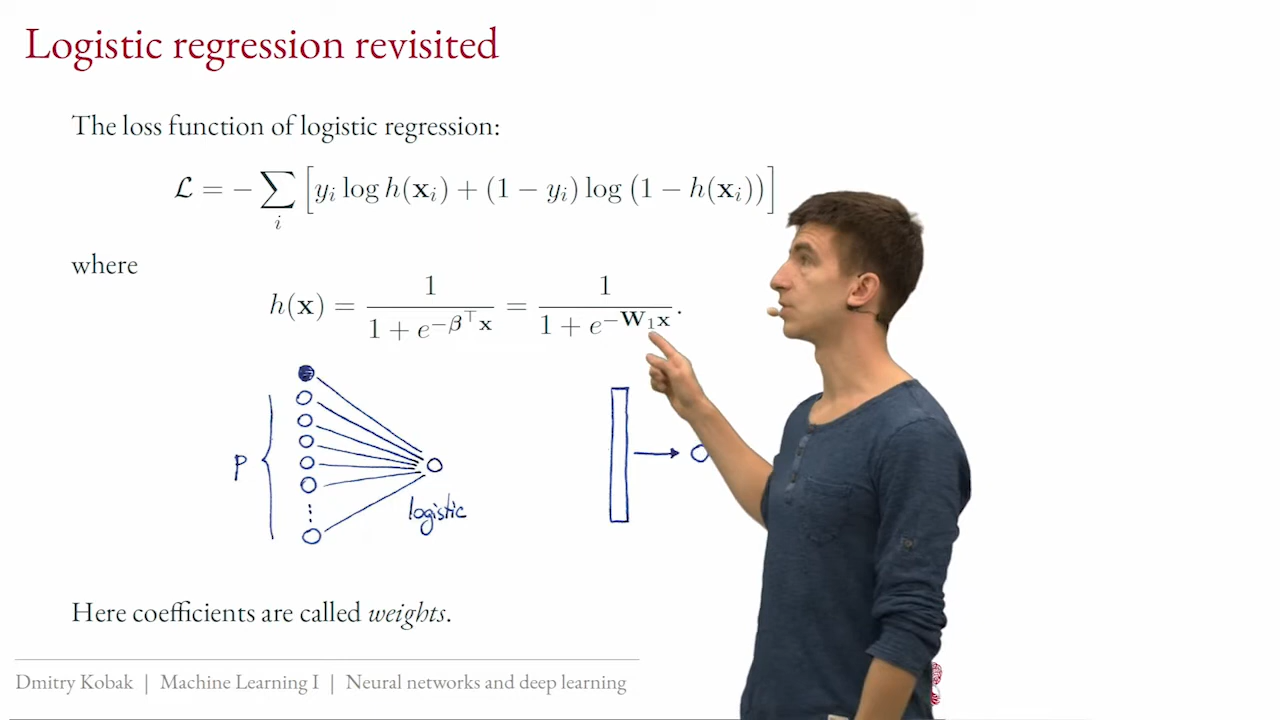 Logistic regression revisited
The loss function of logistic regression:
ℒ = − ∑ᵢ [yᵢ log h(𝐱ᵢ) + (1 − yᵢ) log (1 − h(𝐱ᵢ))]
where
h(𝐱) = 1 / (1 + e^(−β^⊤𝐱)) = 1 / (1 + e^(−𝐖₁𝐱)).
p
logistic
Here coefficients are called weights.
Dmitry Kobak | Machine Learning I | Neural networks and deep learning